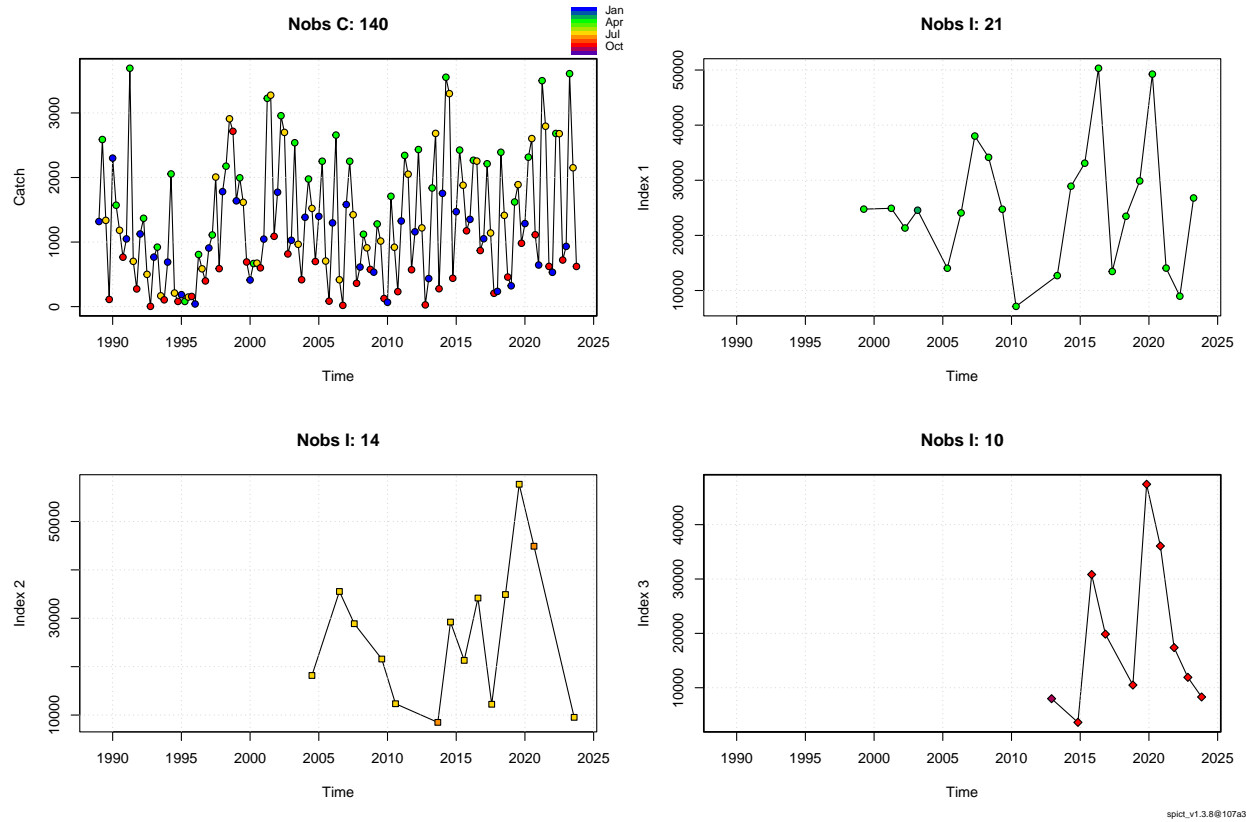 Nobs C: 140
Jan
Apr
Jul
Oct
Catch
0 1000 2000 3000
1990 1995 2000 2005 2010 2015 2020 2025
Time
Nobs I: 21
Index 1
10000 20000 30000 40000 50000
1990 1995 2000 2005 2010 2015 2020 2025
Time
Nobs I: 14
Index 2
10000 30000 50000
1990 1995 2000 2005 2010 2015 2020 2025
Time
Nobs I: 10
Index 3
10000 20000 30000 40000
1990 1995 2000 2005 2010 2015 2020 2025
Time
spict_v1.3.8@107a3